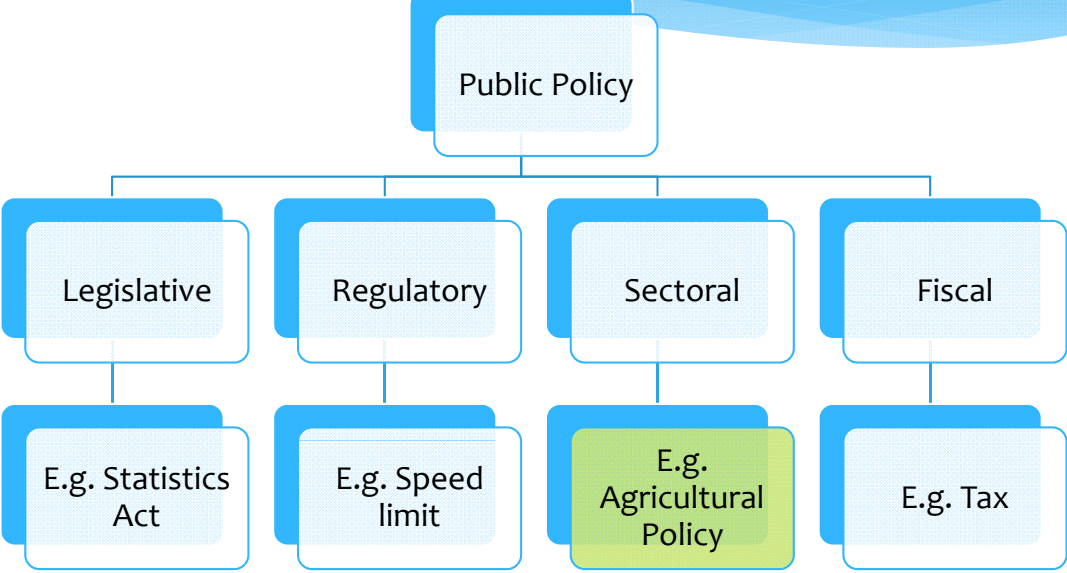 Public Policy
Legislative
Regulatory
Sectoral
Fiscal
E.g. Statistics
Act
E.g. Speed
limit
E.g.
Agricultural
Policy
E.g. Tax